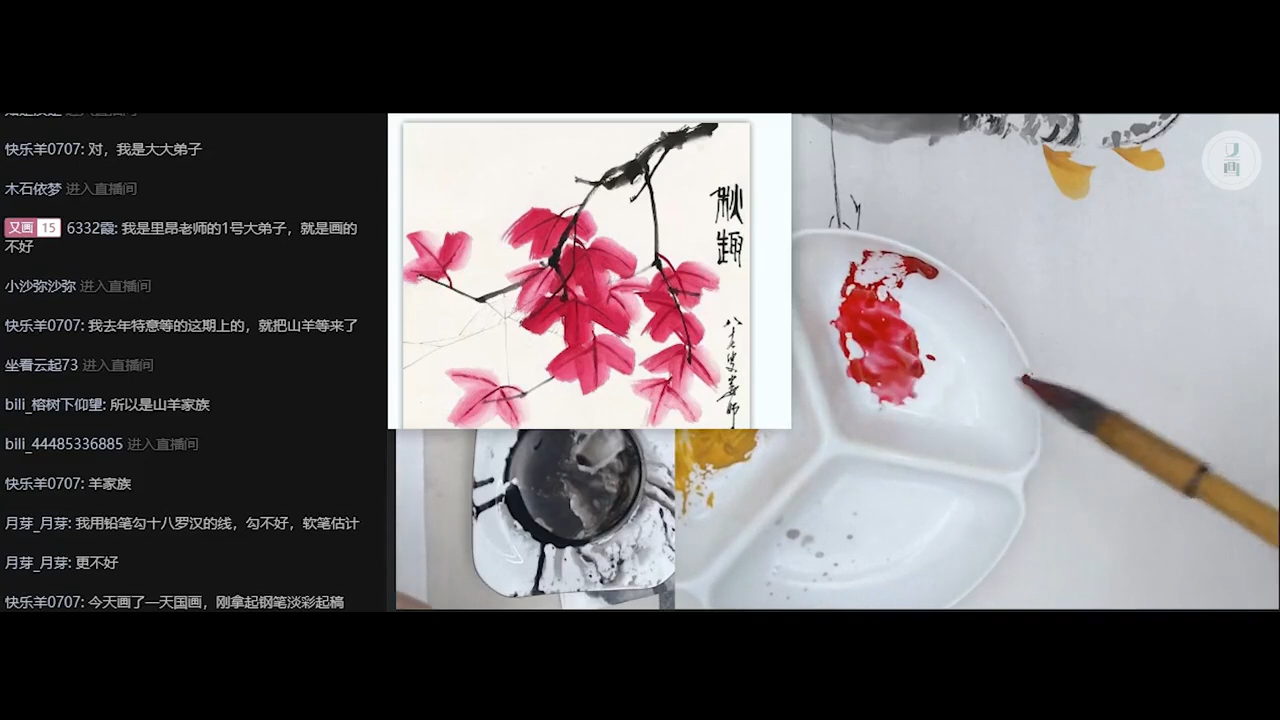 快乐羊0707: 对，我是大大弟子
木石依梦 进入直播间
又画 15 6332霞: 我是里昂老师的1号大弟子，就是画的
不好
小沙弥沙弥 进入直播间
快乐羊0707: 我去年特意等的这期上的，就把山羊等来了
坐看云起73 进入直播间
bili_榕树下仰望: 所以是山羊家族
bili_44485336885 进入直播间
快乐羊0707: 羊家族
月芽_月芽: 我用铅笔勾十八罗汉的线，勾不好，软笔估计
月芽_月芽: 更不好
快乐羊0707: 今天画了一天国画，刚拿起钢笔淡彩起稿
秋趣
又画